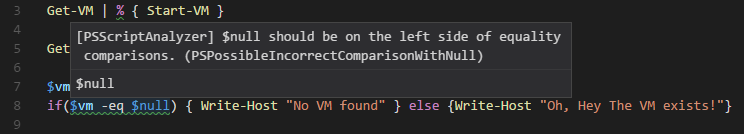 3 Get-VM | % { Start-VM }
4
[PSScriptAnalyzer] $null should be on the left side of equality
comparisons. (PSPossibleIncorrectComparisonWithNull)
5 Get
6
$null
7 $vm
8 if($vm -eq $null) { Write-Host "No VM found" } else {Write-Host "Oh, Hey The VM exists!"}
9